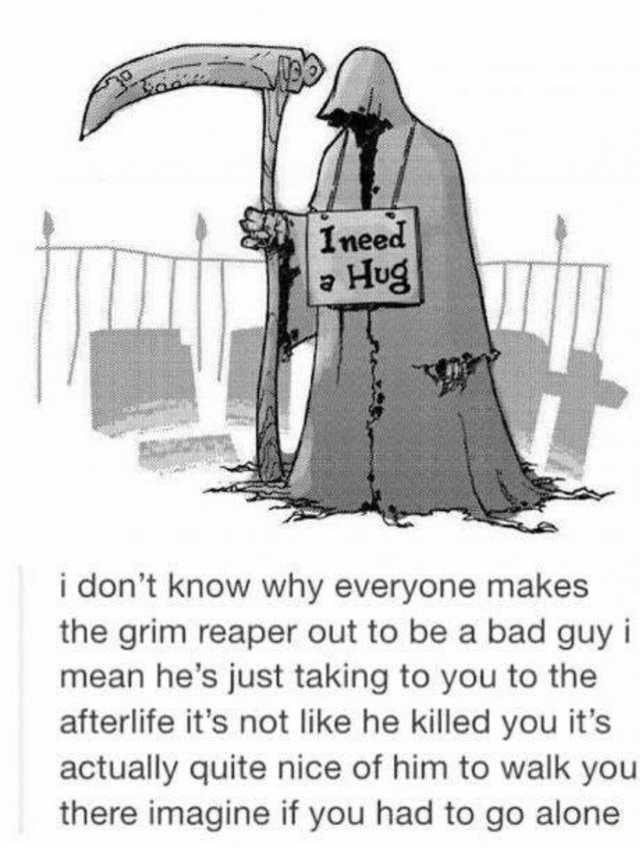 I need
a Hug
i don't know why everyone makes
the grim reaper out to be a bad guy i
mean he's just taking to you to the
afterlife it's not like he killed you it's
actually quite nice of him to walk you
there imagine if you had to go alone